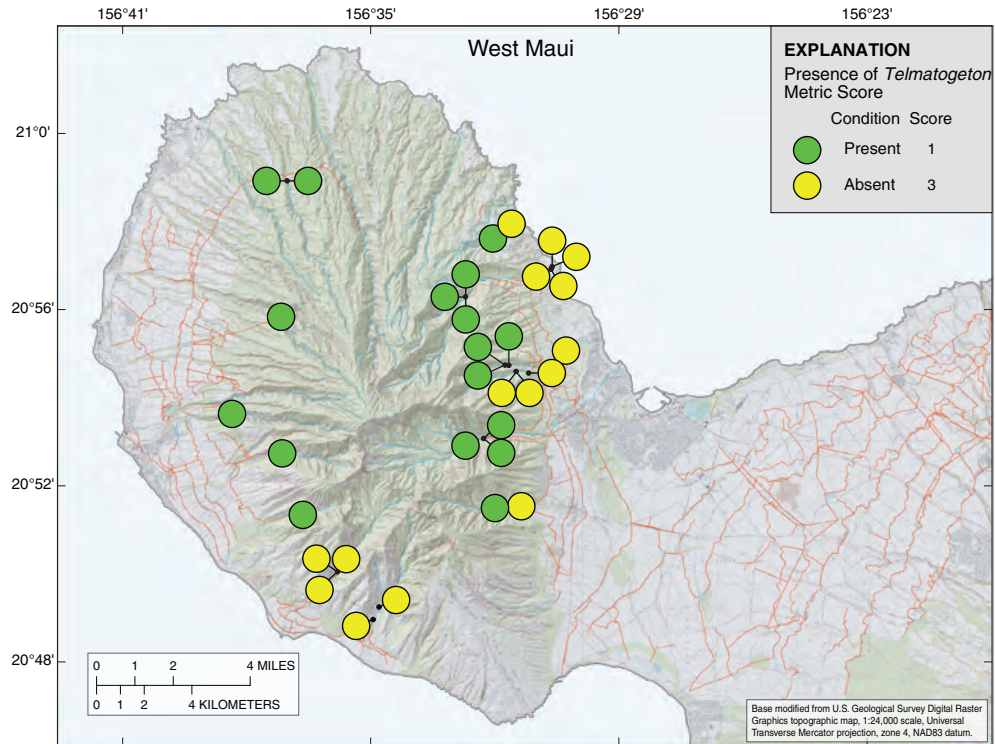 156°41' 156°35' 156°29' 156°23'
West Maui
EXPLANATION
Presence of Telmatogeton
Metric Score
Condition Score
Present 1
Absent 3
21°0'
20°56'
20°52'
20°48'
0 1 2 4 MILES
0 1 2 4 KILOMETERS
Base modified from U.S. Geological Survey Digital Raster
Graphics topographic map, 1:24,000 scale, Universal
Transverse Mercator projection, zone 4, NAD83 datum.